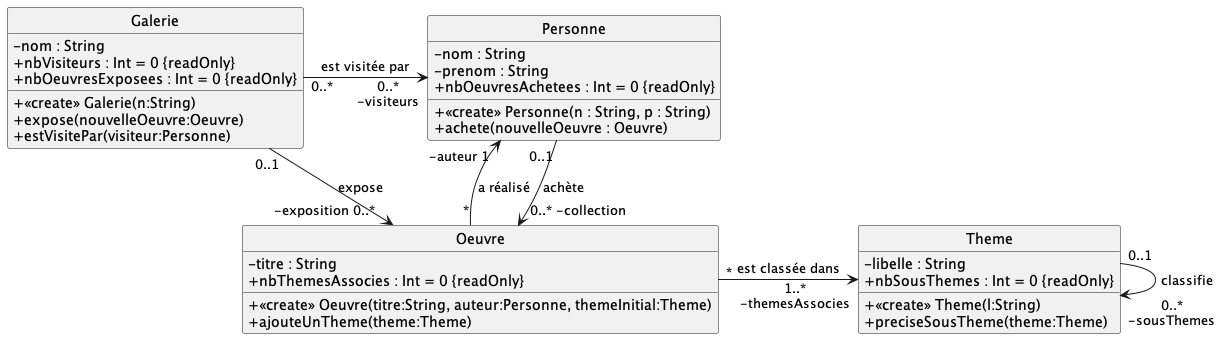 Galerie
-nom : String
+nbVisiteurs : Int = 0 {readOnly}
+nbOeuvresExposees : Int = 0 {readOnly}
+«create» Galerie(n:String)
+expose(nouvelleOeuvre:Oeuvre)
+estVisitePar(visiteur:Personne)
est visitée par
0..*
0..*
-visiteurs
Personne
-nom : String
-prenom : String
+nbOeuvresAchetees : Int = 0 {readOnly}
+«create» Personne(n : String, p : String)
+achete(nouvelleOeuvre : Oeuvre)
0..1
expose
-exposition 0..*
-auteur 1
a réalisé
*
0..1
achète
0..* -collection
Oeuvre
-titre : String
+nbThemesAssocies : Int = 0 {readOnly}
+«create» Oeuvre(titre:String, auteur:Personne, themeInitial:Theme)
+ajouteUnTheme(theme:Theme)
* est classée dans
1..*
-themesAssocies
Theme
-libelle : String
+nbSousThemes : Int = 0 {readOnly}
+«create» Theme(l:String)
+preciseSousTheme(theme:Theme)
0..1
classifie
0..*
-sousThemes